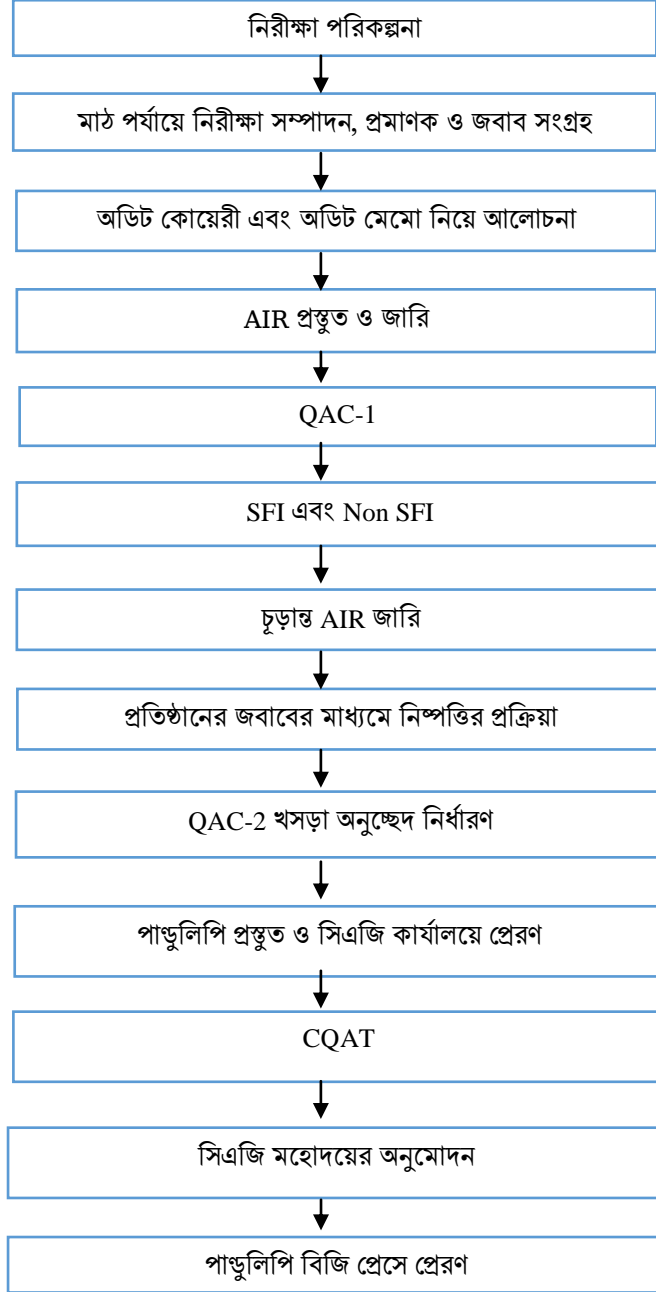 নিরীক্ষা পরিকল্পনা
মাঠ পর্যায়ে নিরীক্ষা সম্পাদন, প্রমাণক ও জবাব সংগ্রহ
অডিট কোয়েরী এবং অডিট মেমো নিয়ে আলোচনা
AIR প্রস্তুত ও জারি
QAC-1
SFI এবং Non SFI
চূড়ান্ত AIR জারি
প্রতিষ্ঠানের জবাবের মাধ্যমে নিষ্পত্তির প্রক্রিয়া
QAC-2 খসড়া অনুচ্ছেদ নির্ধারণ
পাণ্ডুলিপি প্রস্তুত ও সিএজি কার্যালয়ে প্রেরণ
CQAT
সিএজি মহোদয়ের অনুমোদন
পাণ্ডুলিপি বিজি প্রেসে প্রেরণ